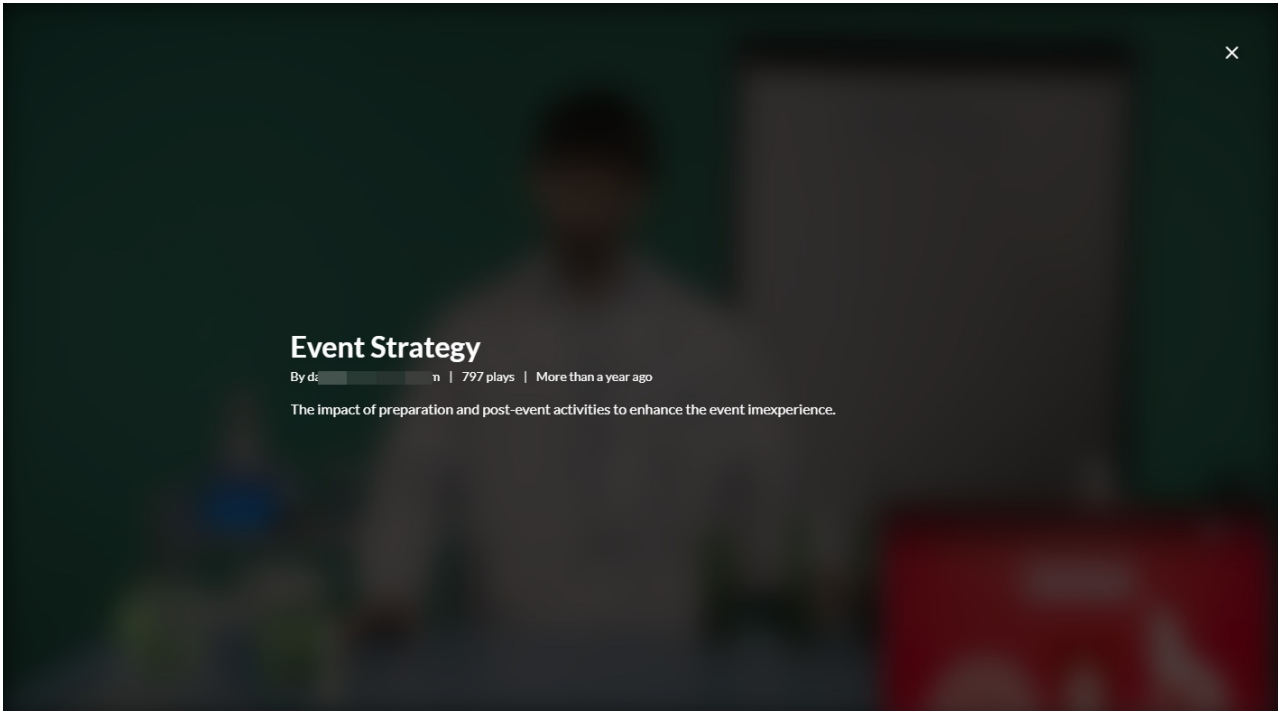 Event Strategy
By da m | 797 plays | More than a year ago
The impact of preparation and post-event activities to enhance the event imexperience.